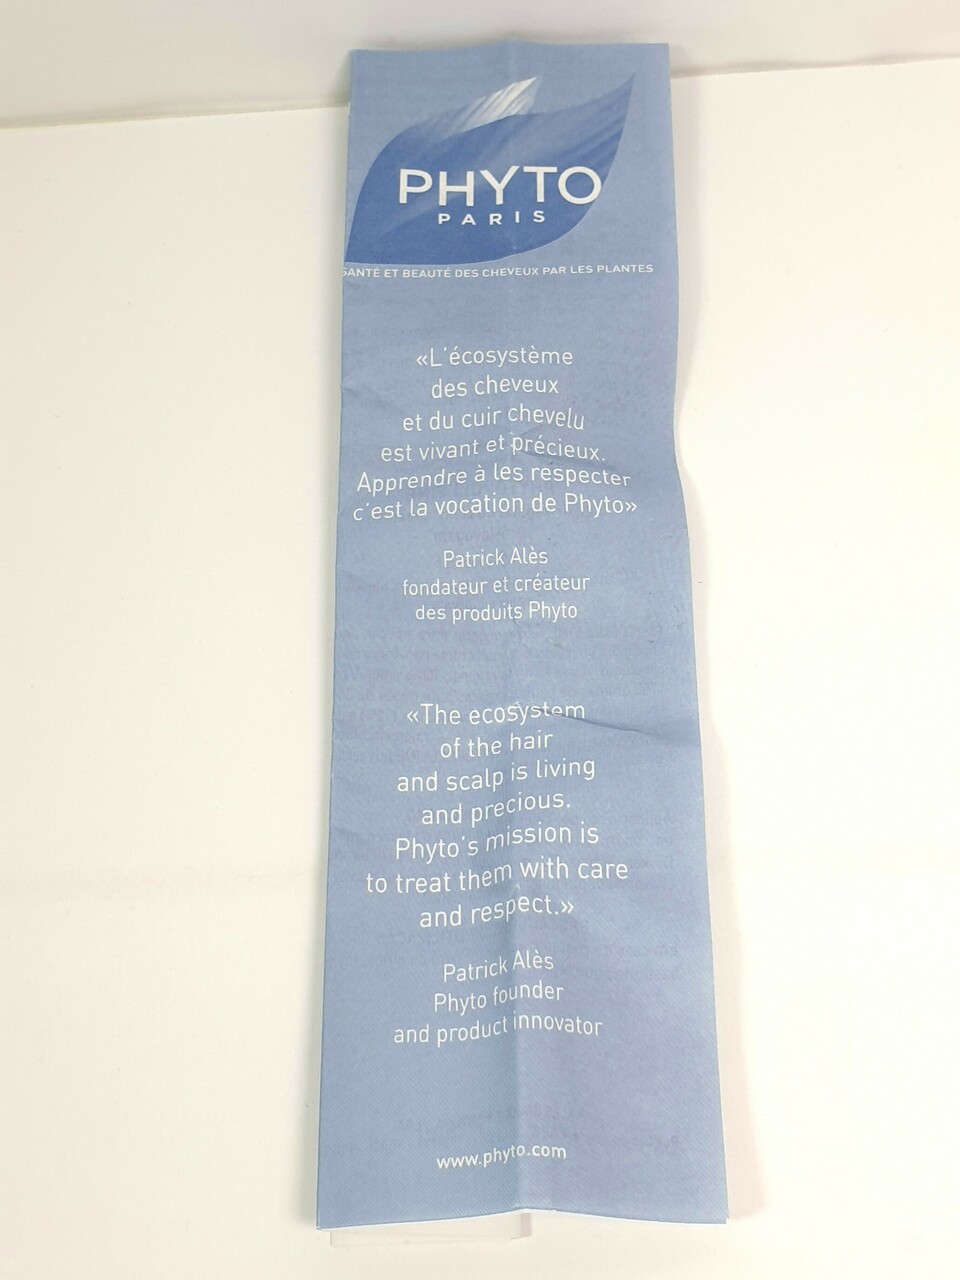 PHYTO
PARIS
SANTÉ ET BEAUTÉ DES CHEVEUX PAR LES PLANTES
«L'écosystème
des cheveux
et du cuir chevelu
est vivant et précieux.
Apprendre à les respecter
c'est la vocation de Phyto»
Patrick Alès
fondateur et créateur
des produits Phyto
«The ecosystem
of the hair
and scalp is living
and precious.
Phyto's mission is
to treat them with care
and respect.»
Patrick Alès
Phyto founder
and product innovator
www.phyto.com